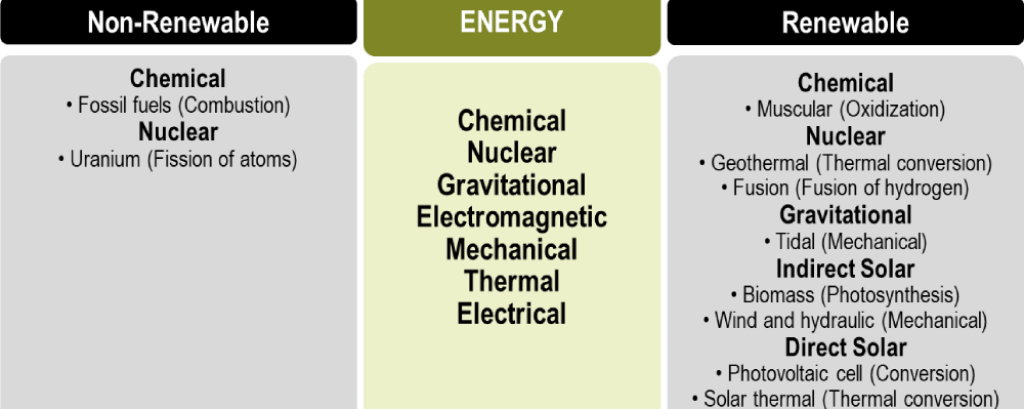 Non-Renewable
Chemical
• Fossil fuels (Combustion)
Nuclear
• Uranium (Fission of atoms)
ENERGY
Chemical
Nuclear
Gravitational
Electromagnetic
Mechanical
Thermal
Electrical
Renewable
Chemical
• Muscular (Oxidization)
Nuclear
• Geothermal (Thermal conversion)
• Fusion (Fusion of hydrogen)
Gravitational
• Tidal (Mechanical)
Indirect Solar
• Biomass (Photosynthesis)
• Wind and hydraulic (Mechanical)
Direct Solar
• Photovoltaic cell (Conversion)
• Solar thermal (Thermal conversion)